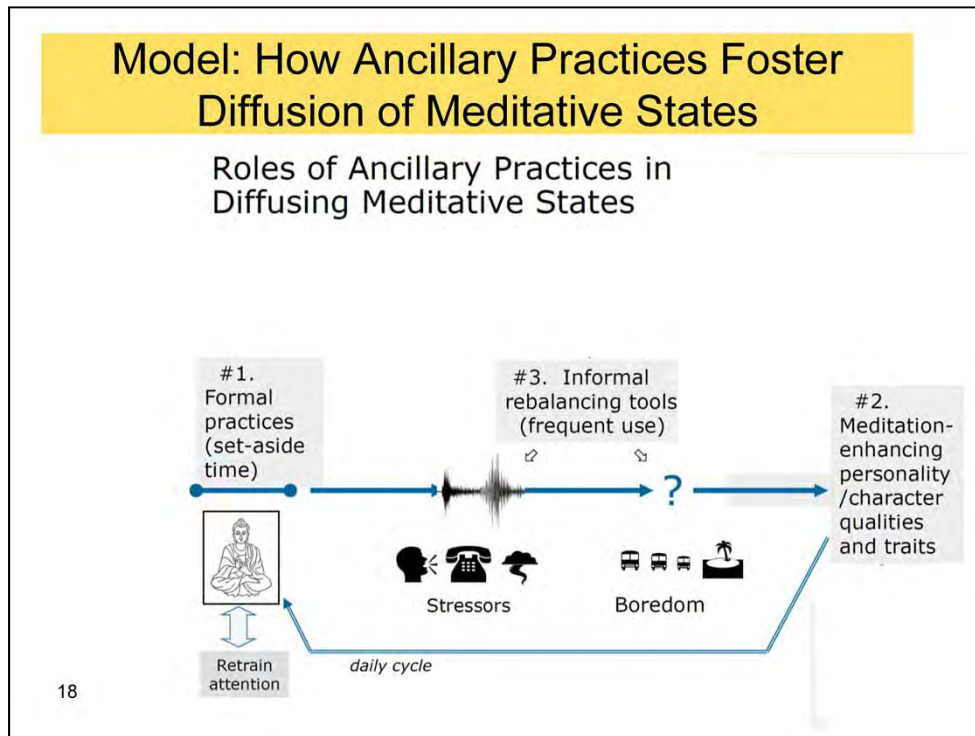 Model: How Ancillary Practices Foster
Diffusion of Meditative States
Roles of Ancillary Practices in
Diffusing Meditative States
#1.
Formal
practices
(set-aside
time)
#3. Informal
rebalancing tools
(frequent use)
#2.
Meditation-
enhancing
personality
/character
qualities
and traits
?
Stressors
Boredom
Retrain
attention
daily cycle
18